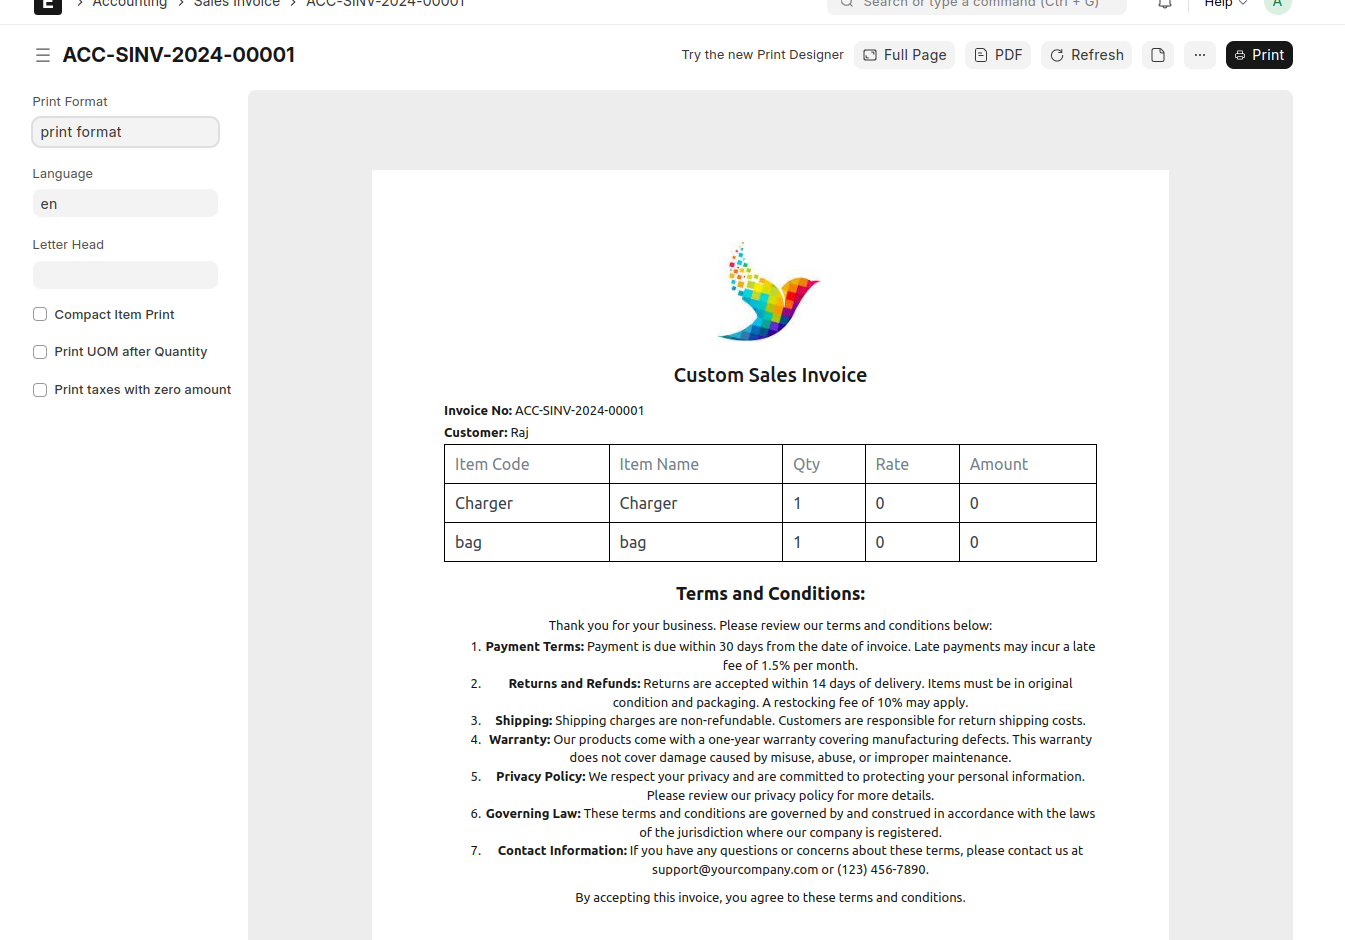 E > Accounting > Sales Invoice > ACC-SINV-2024-00001 Search or type a command (Ctrl + G) Help A
ACC-SINV-2024-00001 Try the new Print Designer Full Page PDF Refresh ... Print
Print Format
print format
Language
en
Letter Head
Compact Item Print
Print UOM after Quantity
Print taxes with zero amount
Custom Sales Invoice
Invoice No: ACC-SINV-2024-00001
Customer: Raj
Item Code Item Name Qty Rate Amount
Charger Charger 1 0 0
bag bag 1 0 0
Terms and Conditions:
Thank you for your business. Please review our terms and conditions below:
1. Payment Terms: Payment is due within 30 days from the date of invoice. Late payments may incur a late
fee of 1.5% per month.
2. Returns and Refunds: Returns are accepted within 14 days of delivery. Items must be in original
condition and packaging. A restocking fee of 10% may apply.
3. Shipping: Shipping charges are non-refundable. Customers are responsible for return shipping costs.
4. Warranty: Our products come with a one-year warranty covering manufacturing defects. This warranty
does not cover damage caused by misuse, abuse, or improper maintenance.
5. Privacy Policy: We respect your privacy and are committed to protecting your personal information.
Please review our privacy policy for more details.
6. Governing Law: These terms and conditions are governed by and construed in accordance with the laws
of the jurisdiction where our company is registered.
7. Contact Information: If you have any questions or concerns about these terms, please contact us at
support@yourcompany.com or (123) 456-7890.
By accepting this invoice, you agree to these terms and conditions.